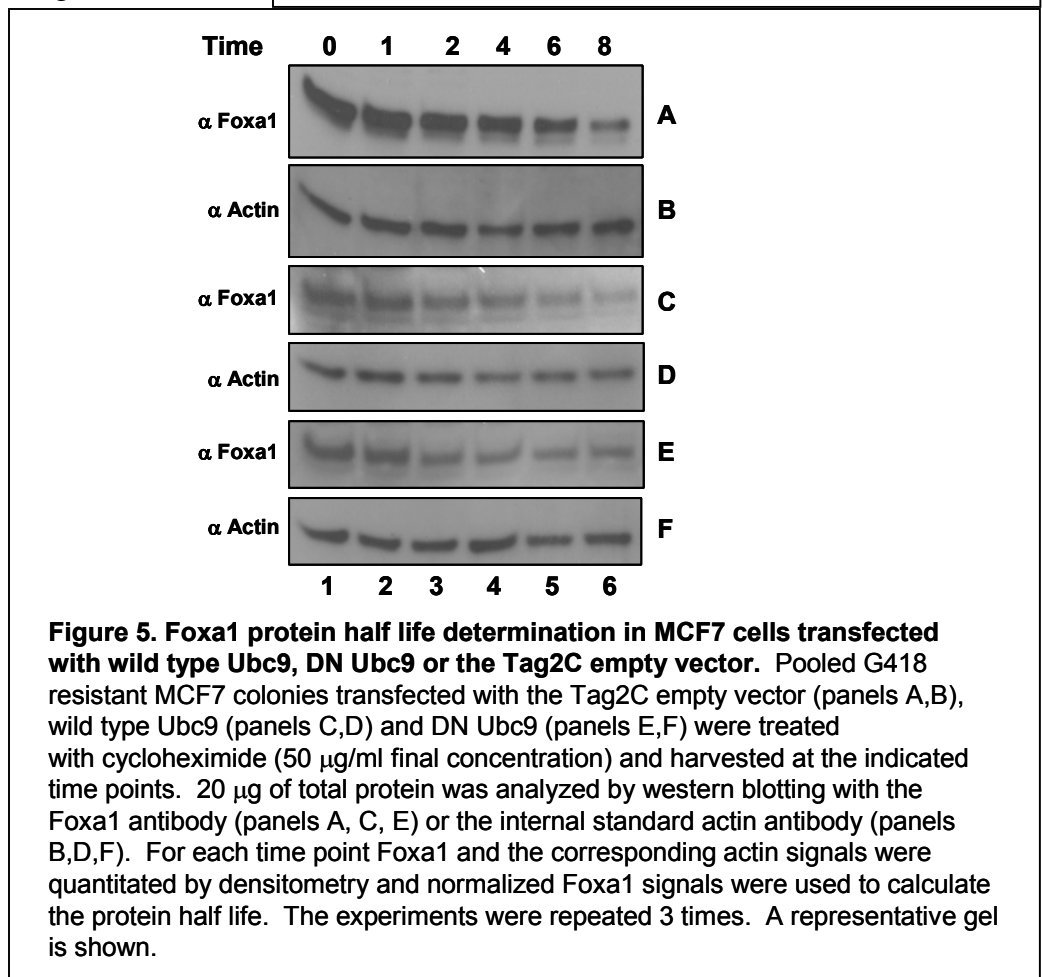 Time 0 1 2 4 6 8
α Foxa1 A
α Actin B
α Foxa1 C
α Actin D
α Foxa1 E
α Actin F
1 2 3 4 5 6
Figure 5. Foxa1 protein half life determination in MCF7 cells transfected
with wild type Ubc9, DN Ubc9 or the Tag2C empty vector. Pooled G418
resistant MCF7 colonies transfected with the Tag2C empty vector (panels A,B),
wild type Ubc9 (panels C,D) and DN Ubc9 (panels E,F) were treated
with cycloheximide (50 μg/ml final concentration) and harvested at the indicated
time points. 20 μg of total protein was analyzed by western blotting with the
Foxa1 antibody (panels A, C, E) or the internal standard actin antibody (panels
B,D,F). For each time point Foxa1 and the corresponding actin signals were
quantitated by densitometry and normalized Foxa1 signals were used to calculate
the protein half life. The experiments were repeated 3 times. A representative gel
is shown.